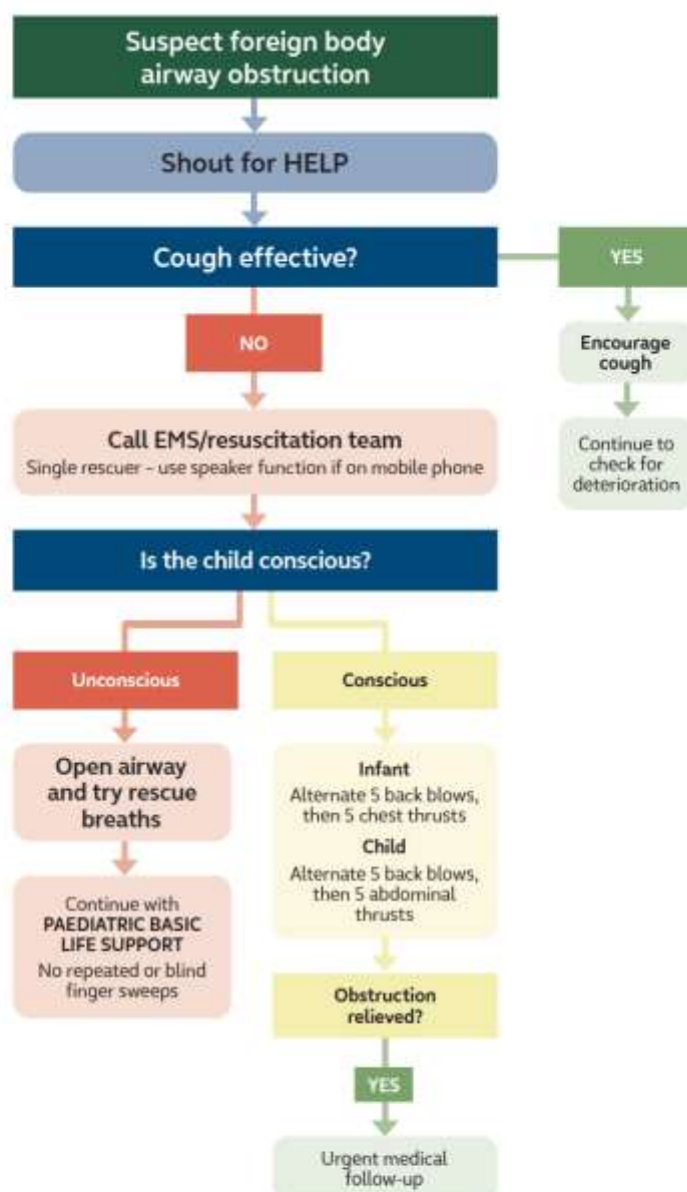 Suspect foreign body
airway obstruction
Shout for HELP
Cough effective?
YES
Encourage
cough
Continue to
check for
deterioration
NO
Call EMS/resuscitation team
Single rescuer – use speaker function if on mobile phone
Is the child conscious?
Unconscious
Open airway
and try rescue
breaths
Continue with
PAEDIATRIC BASIC
LIFE SUPPORT
No repeated or blind
finger sweeps
Conscious
Infant
Alternate 5 back blows,
then 5 chest thrusts
Child
Alternate 5 back blows,
then 5 abdominal
thrusts
Obstruction
relieved?
YES
Urgent medical
follow-up